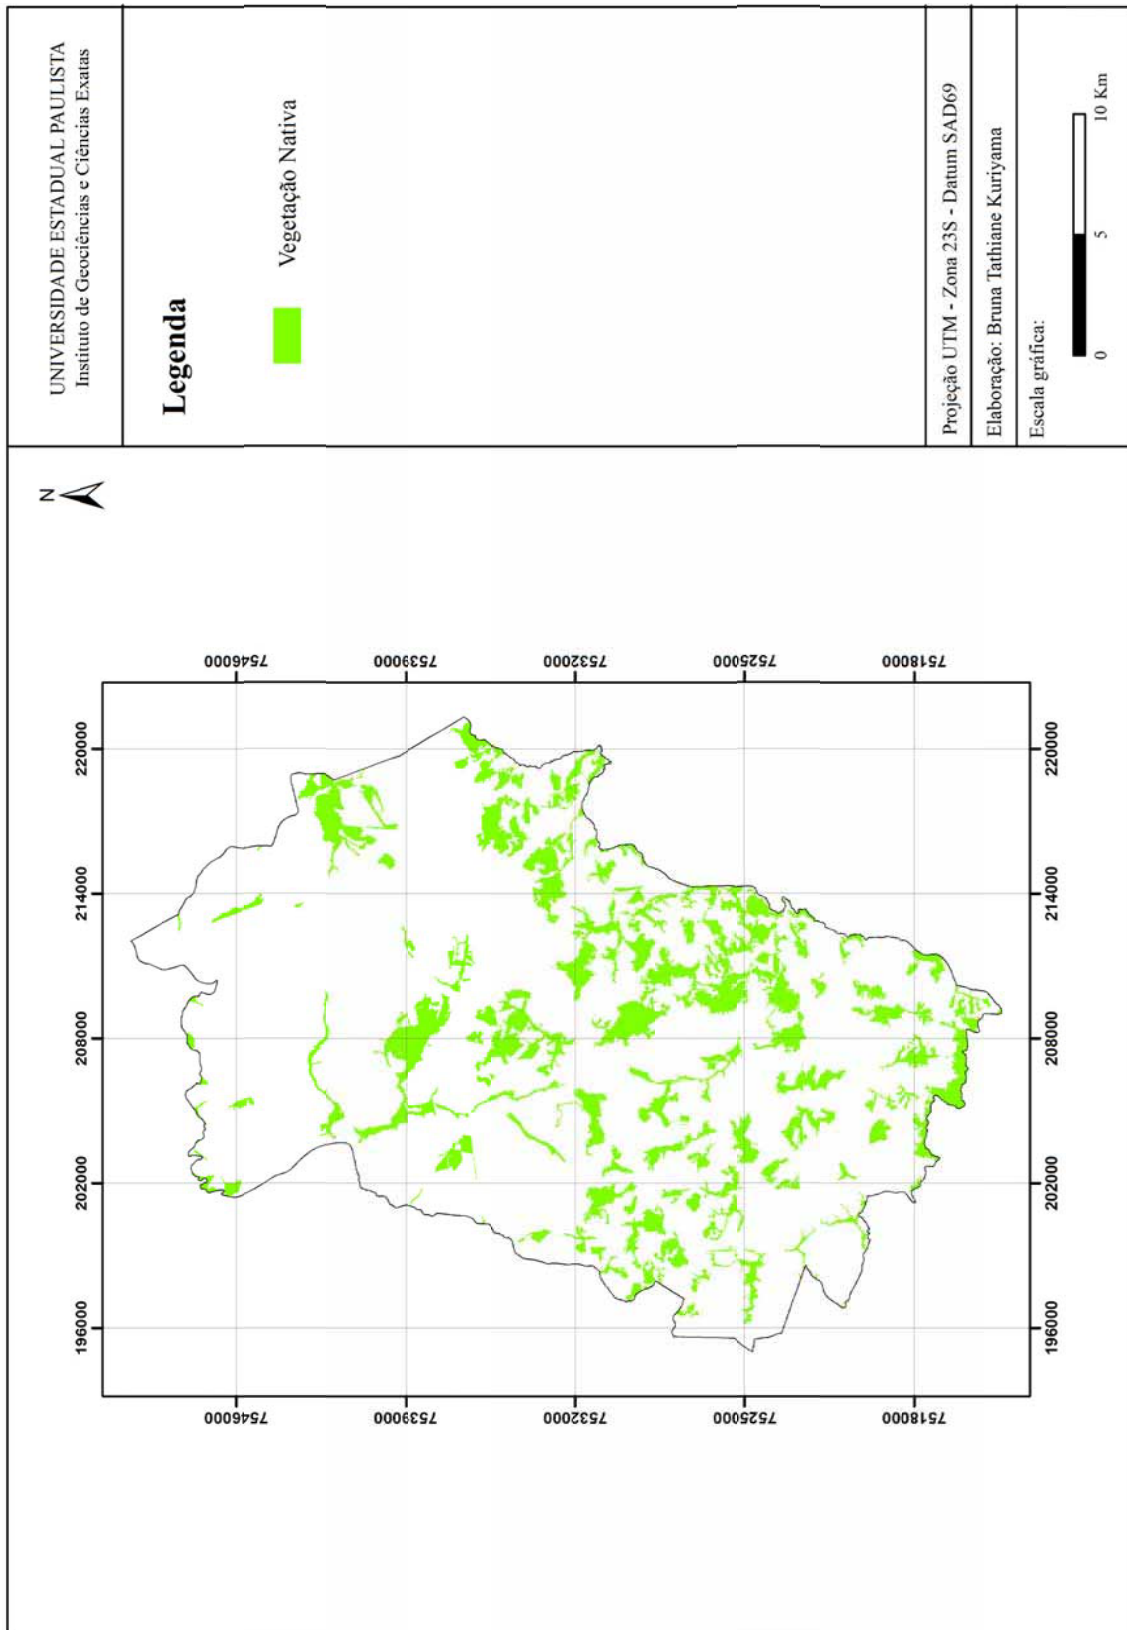 UNIVERSIDADE ESTADUAL PAULISTA
Instituto de Geociências e Ciências Exatas
Legenda
Vegetação Nativa
Projeção UTM - Zona 23S - Datum SAD69
Elaboração: Bruna Tathiane Kuriyama
Escala gráfica:
0 5 10 Km
N
196000 202000 208000 214000 220000
7546000 7546000
7539000 7539000
7532000 7532000
7525000 7525000
7518000 7518000
196000 202000 208000 214000 220000